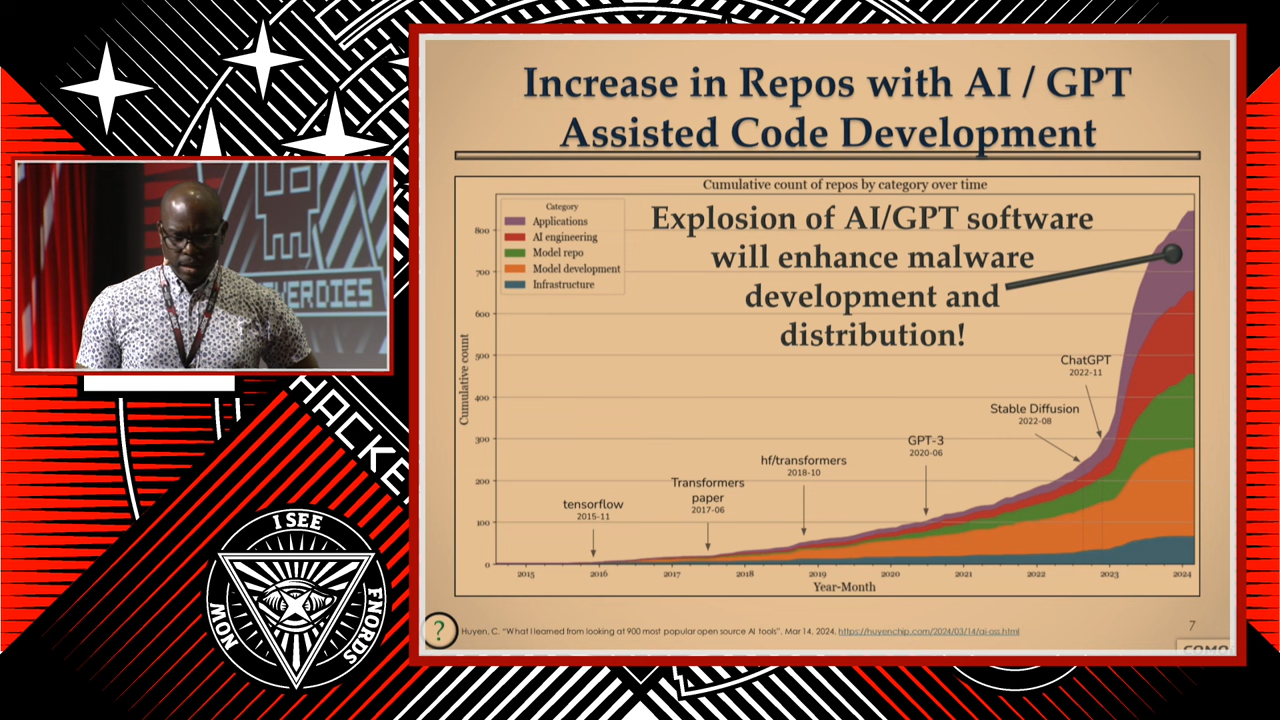 Increase in Repos with AI / GPT
Assisted Code Development
Cumulative count of repos by category over time
Category
Applications
AI engineering
Model repo
Model development
Infrastructure
Explosion of AI/GPT software
will enhance malware
development and
distribution!
800
700
600
500
400
300
200
100
0
Cumulative count
tensorflow
2015-11
Transformers
paper
2017-06
hf/transformers
2018-10
GPT-3
2020-06
Stable Diffusion
2022-08
ChatGPT
2022-11
2015
2016
2017
2018
2019
2020
2021
2022
2023
2024
Year-Month
?
Huyen, C. "What I learned from looking at 900 most popular open source AI tools", Mar 14, 2024, https://huyenchip.com/2024/03/14/ai-oss.html
7
VERDIES
HACKE
I SEE
FNORDS
NOW